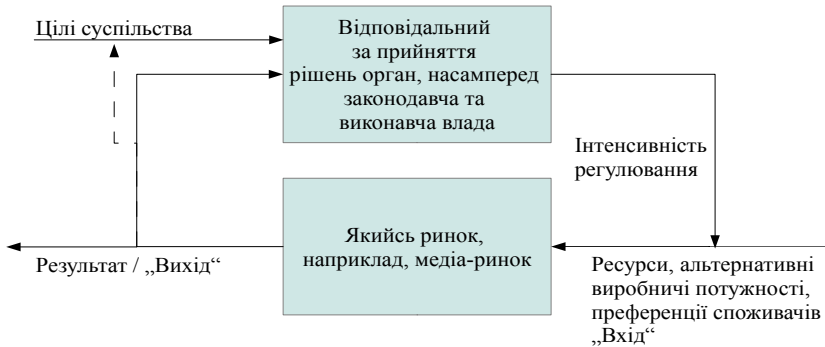 Цілі суспільства
Відповідальний
за прийняття
рішень орган, насамперед
законодавча та
виконавча влада
Інтенсивність
регулювання
Якийсь ринок,
наприклад, медіа-ринок
Результат / „Вихід“
Ресурси, альтернативні
виробничі потужності,
преференції споживачів
„Вхід“